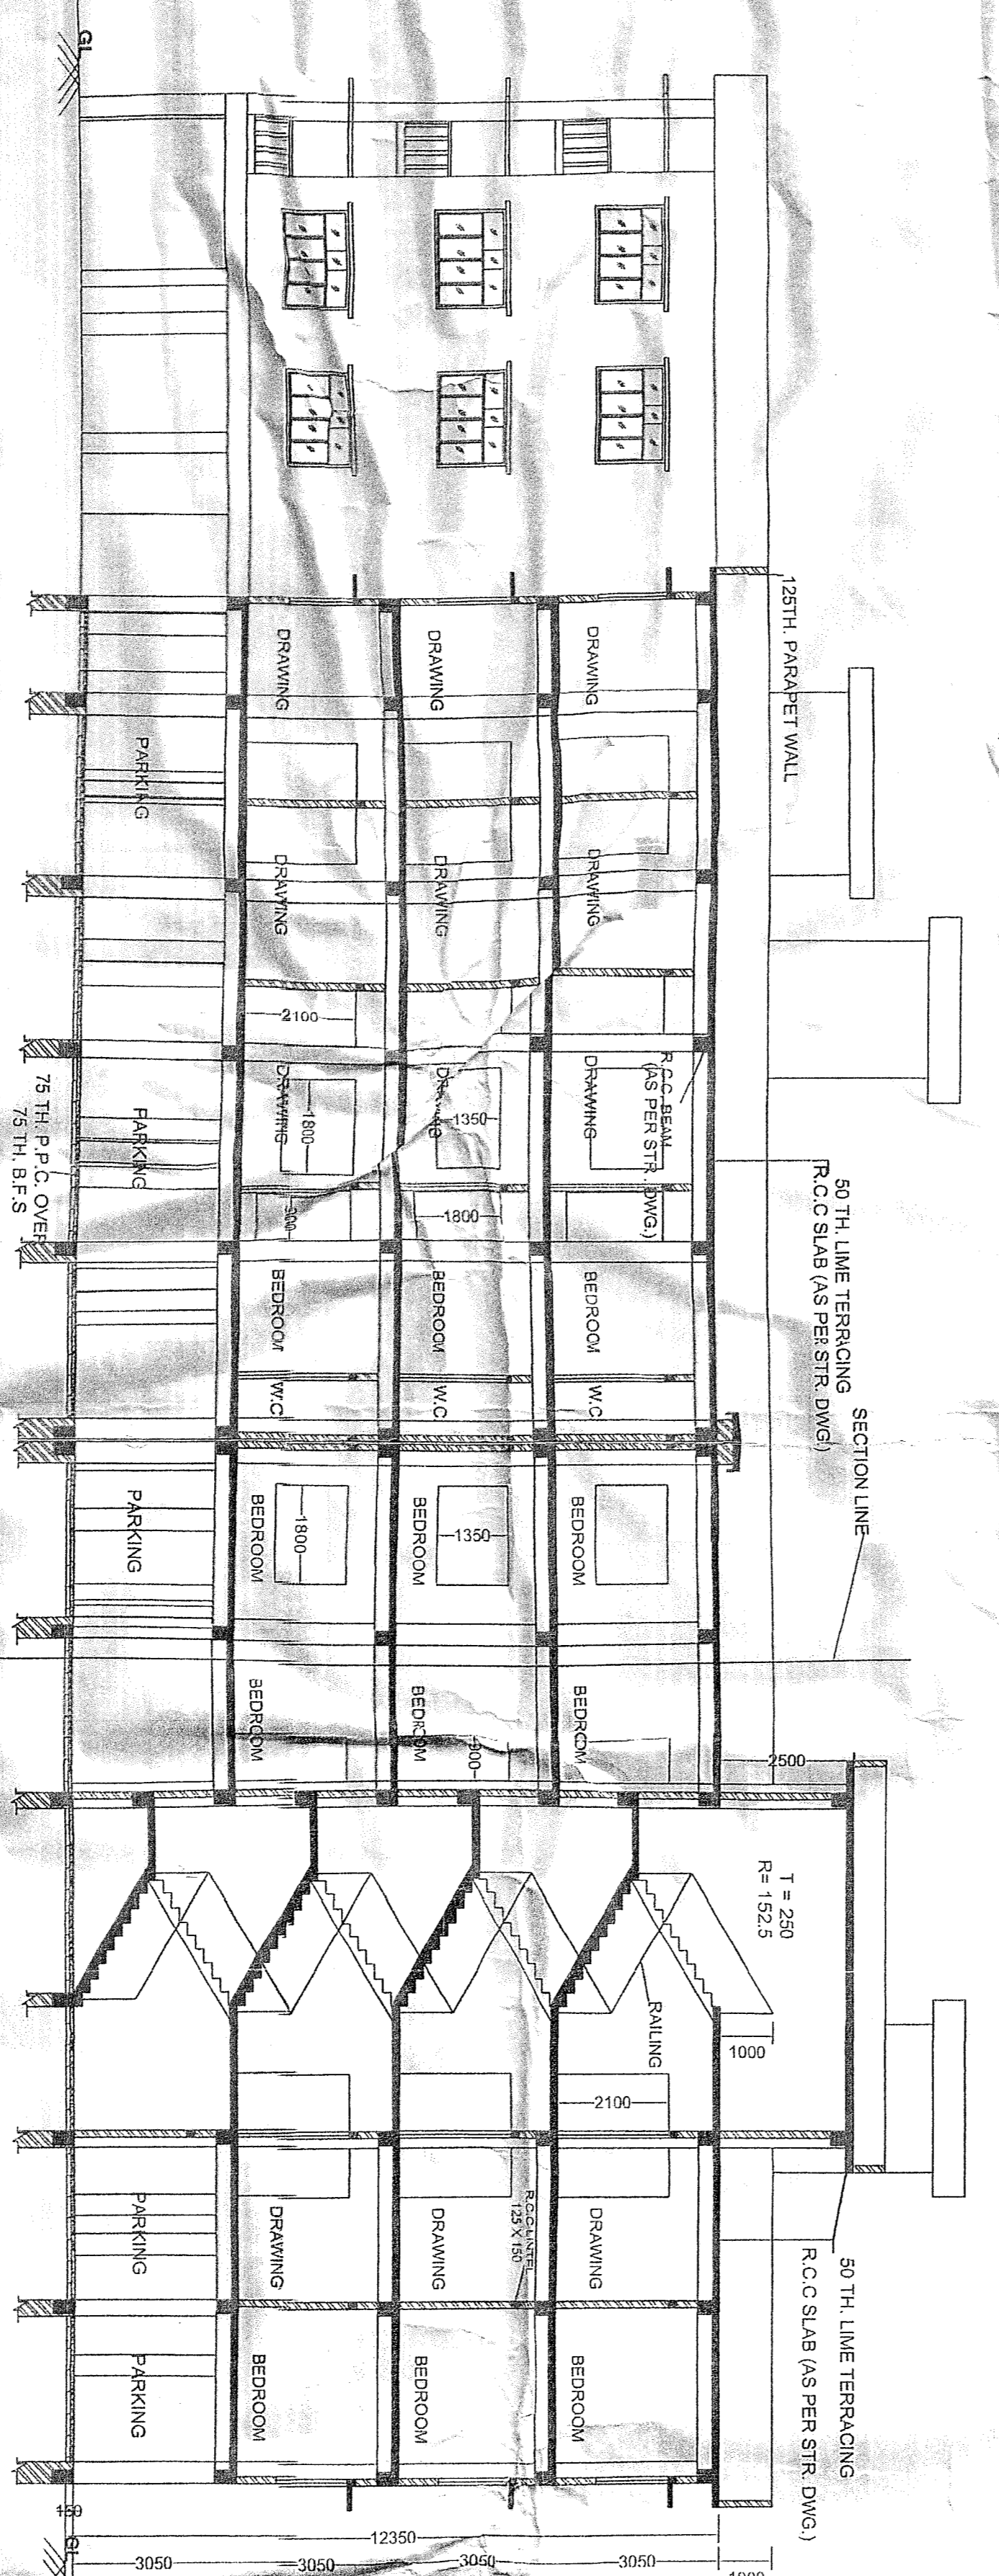 GL
125TH. PARAPET WALL
50 TH. LIME TERRACING
R.C.C SLAB (AS PER STR. DWG.)
SECTION LINE
2500
T = 250
R= 152.5
1000
50 TH. LIME TERRACING
R.C.C SLAB (AS PER STR. DWG.)
DRAWING
DRAWING
DRAWING
R.C.C. BEAM
(AS PER STR. DWG.)
BEDROOM
W.C
BEDROOM
BEDROOM
RAILING
2100
DRAWING
BEDROOM
DRAWING
DRAWING
1350
1800
BEDROOM
W.C
BEDROOM
1350
BEDROOM
900
DRAWING
R.C.C LINTEL
125 X 150
BEDROOM
DRAWING
DRAWING
2100
DRAWING
1800
900
BEDROOM
W.C
BEDROOM
1800
BEDROOM
DRAWING
BEDROOM
PARKING
PARKING
PARKING
PARKING
PARKING
75 TH. P.P.C. OVER
75 TH. B.F.S
150
GL
12350
3050
3050
3050
3050